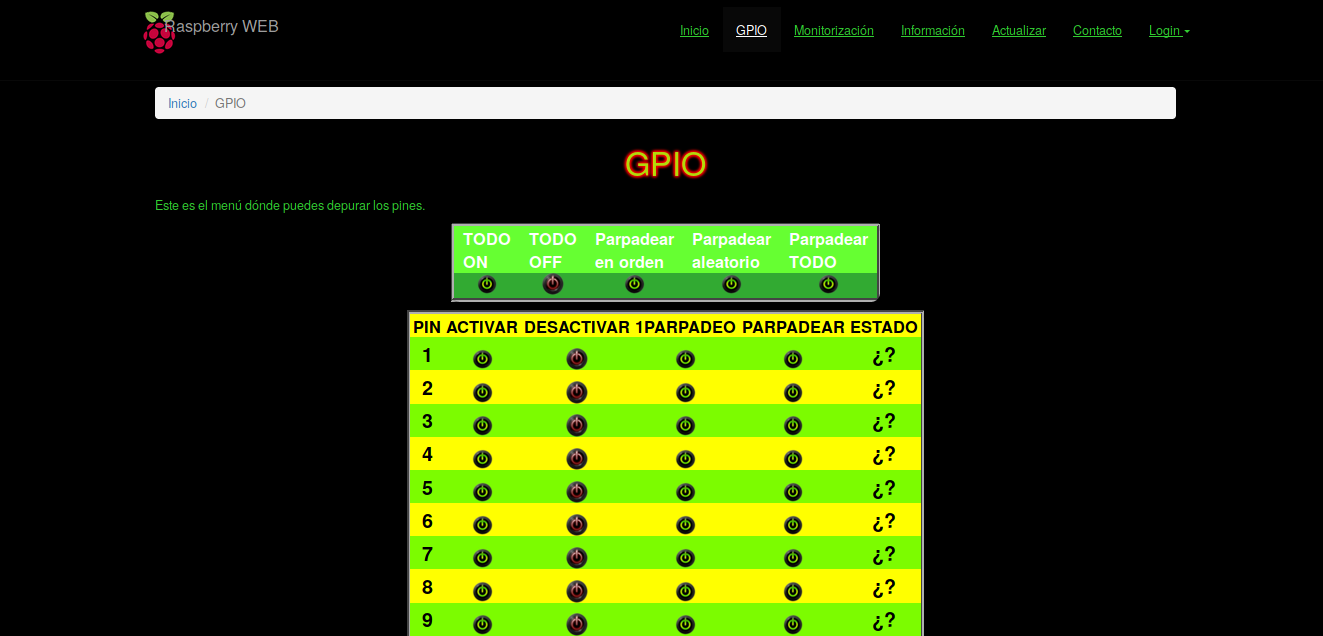 Raspberry WEB
Inicio GPIO Monitorización Información Actualizar Contacto Login
Inicio / GPIO
GPIO
Este es el menú dónde puedes depurar los pines.
TODO ON TODO OFF Parpadear en orden Parpadear aleatorio Parpadear TODO
PIN ACTIVAR DESACTIVAR 1PARPADEO PARPADEAR ESTADO
1 ¿?
2 ¿?
3 ¿?
4 ¿?
5 ¿?
6 ¿?
7 ¿?
8 ¿?
9 ¿?